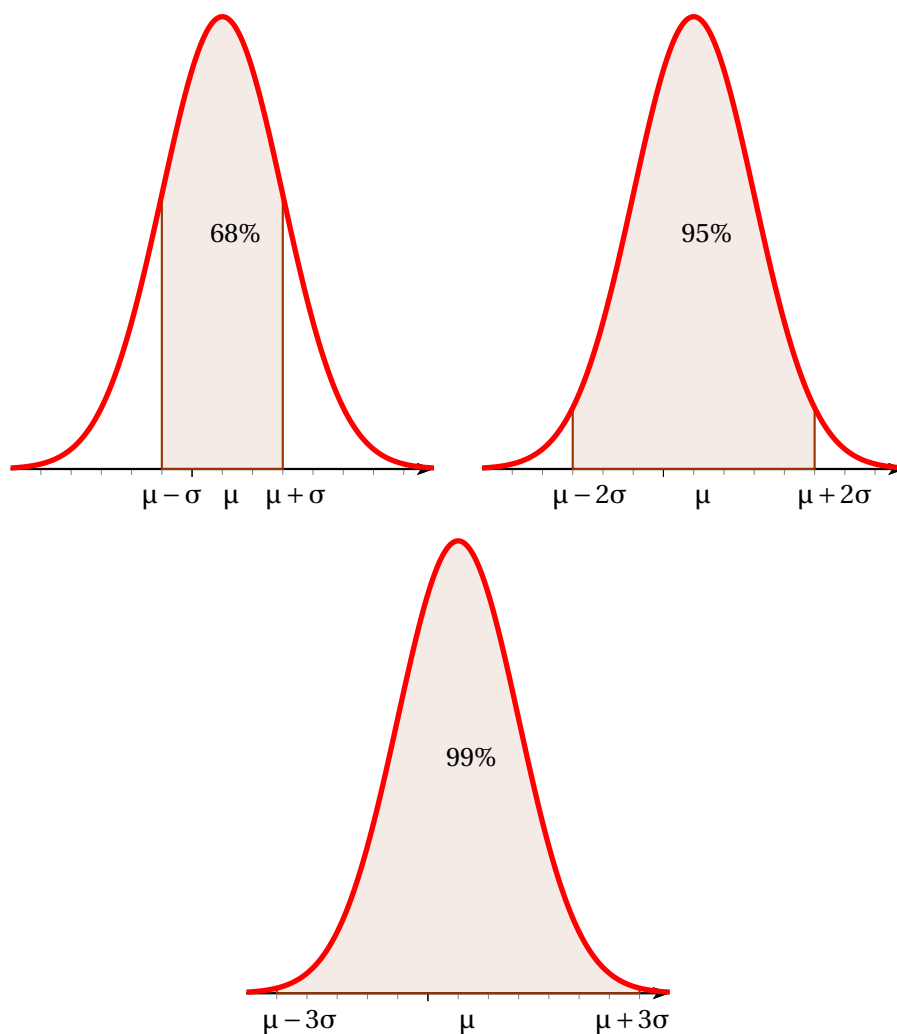 68%
95%
μ − σ μ μ + σ
μ − 2σ μ μ + 2σ
99%
μ − 3σ μ μ + 3σ